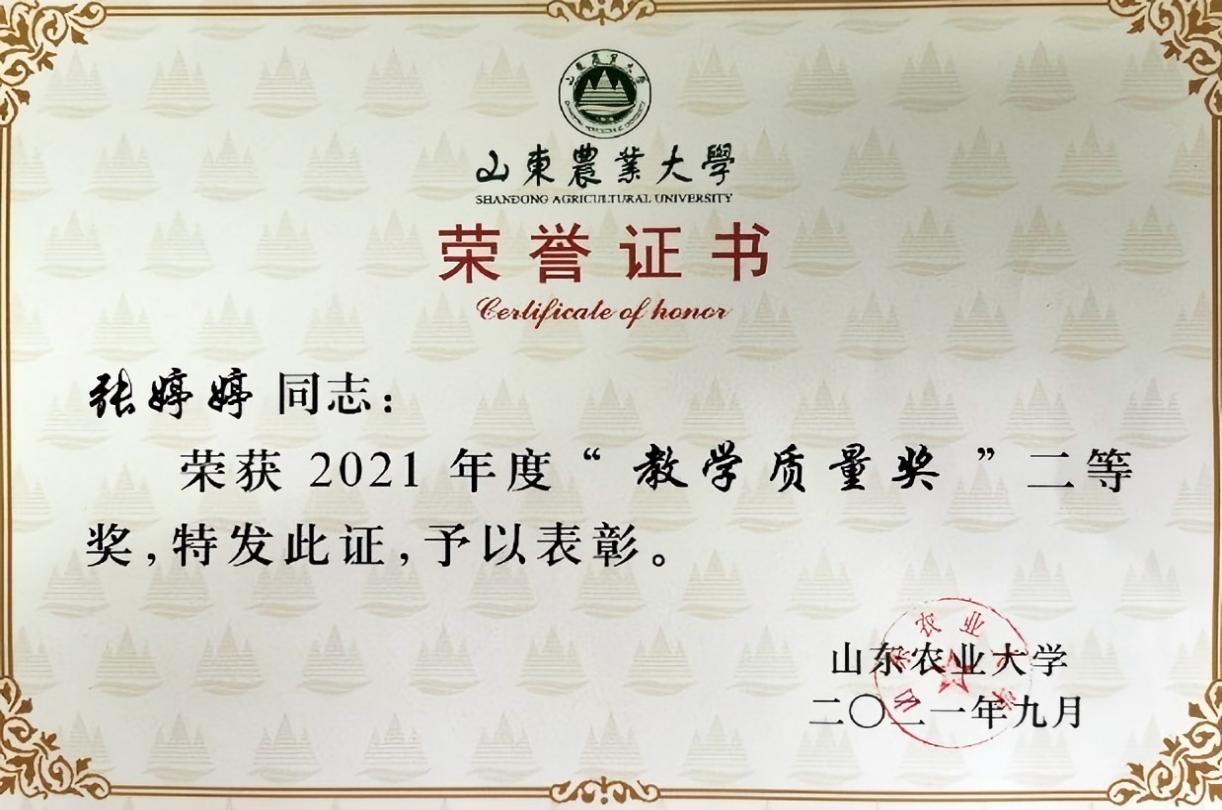 山東農業大學
SHANDONG AGRICULTURAL UNIVERSITY
荣誉证书
Certificate of honor
张婷婷 同志：
荣获 2021 年度“教学质量奖”二等
奖,特发此证,予以表彰。
山东农业大学
二〇二一年九月